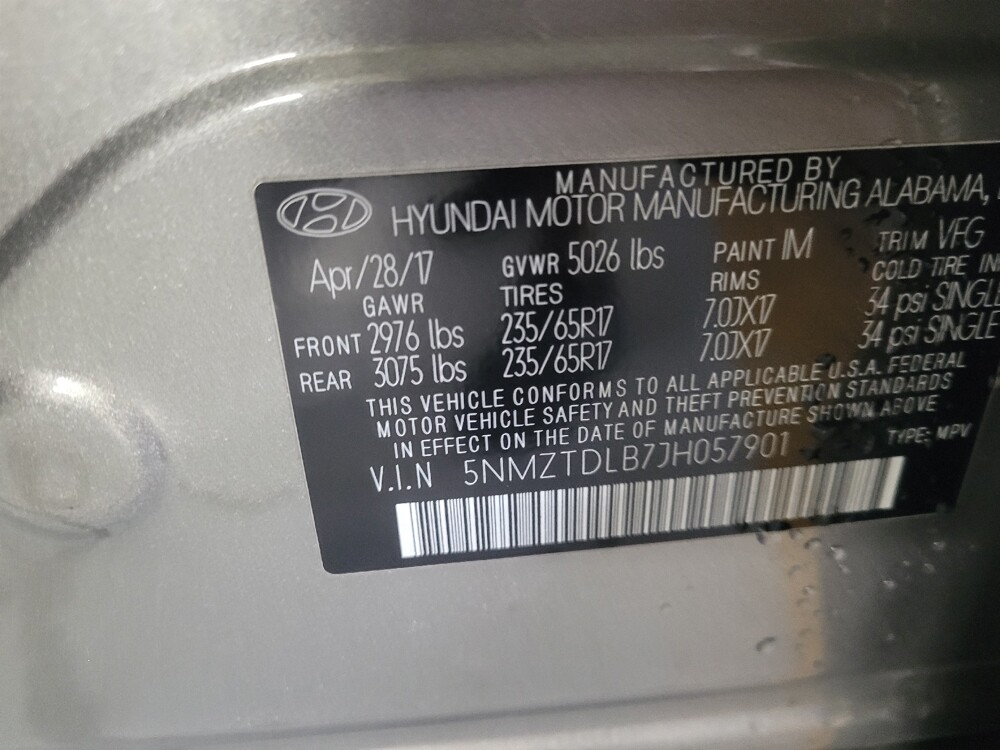 MANUFACTURED BY
HYUNDAI MOTOR MANUFACTURING ALABAMA,
Apr/28/17 GVWR 5026 lbs PAINT IM TRIM VFG
GAWR TIRES RIMS COLD TIRE IN
FRONT 2976 lbs 235/65R17 7.0JX17 34 psi SINGLE
REAR 3075 lbs 235/65R17 7.0JX17 34 psi SINGLE
THIS VEHICLE CONFORMS TO ALL APPLICABLE U.S.A. FEDERAL
MOTOR VEHICLE SAFETY AND THEFT PREVENTION STANDARDS
IN EFFECT ON THE DATE OF MANUFACTURE SHOWN ABOVE
V.I.N 5NMZTDLB7JH057901 TYPE: MPV